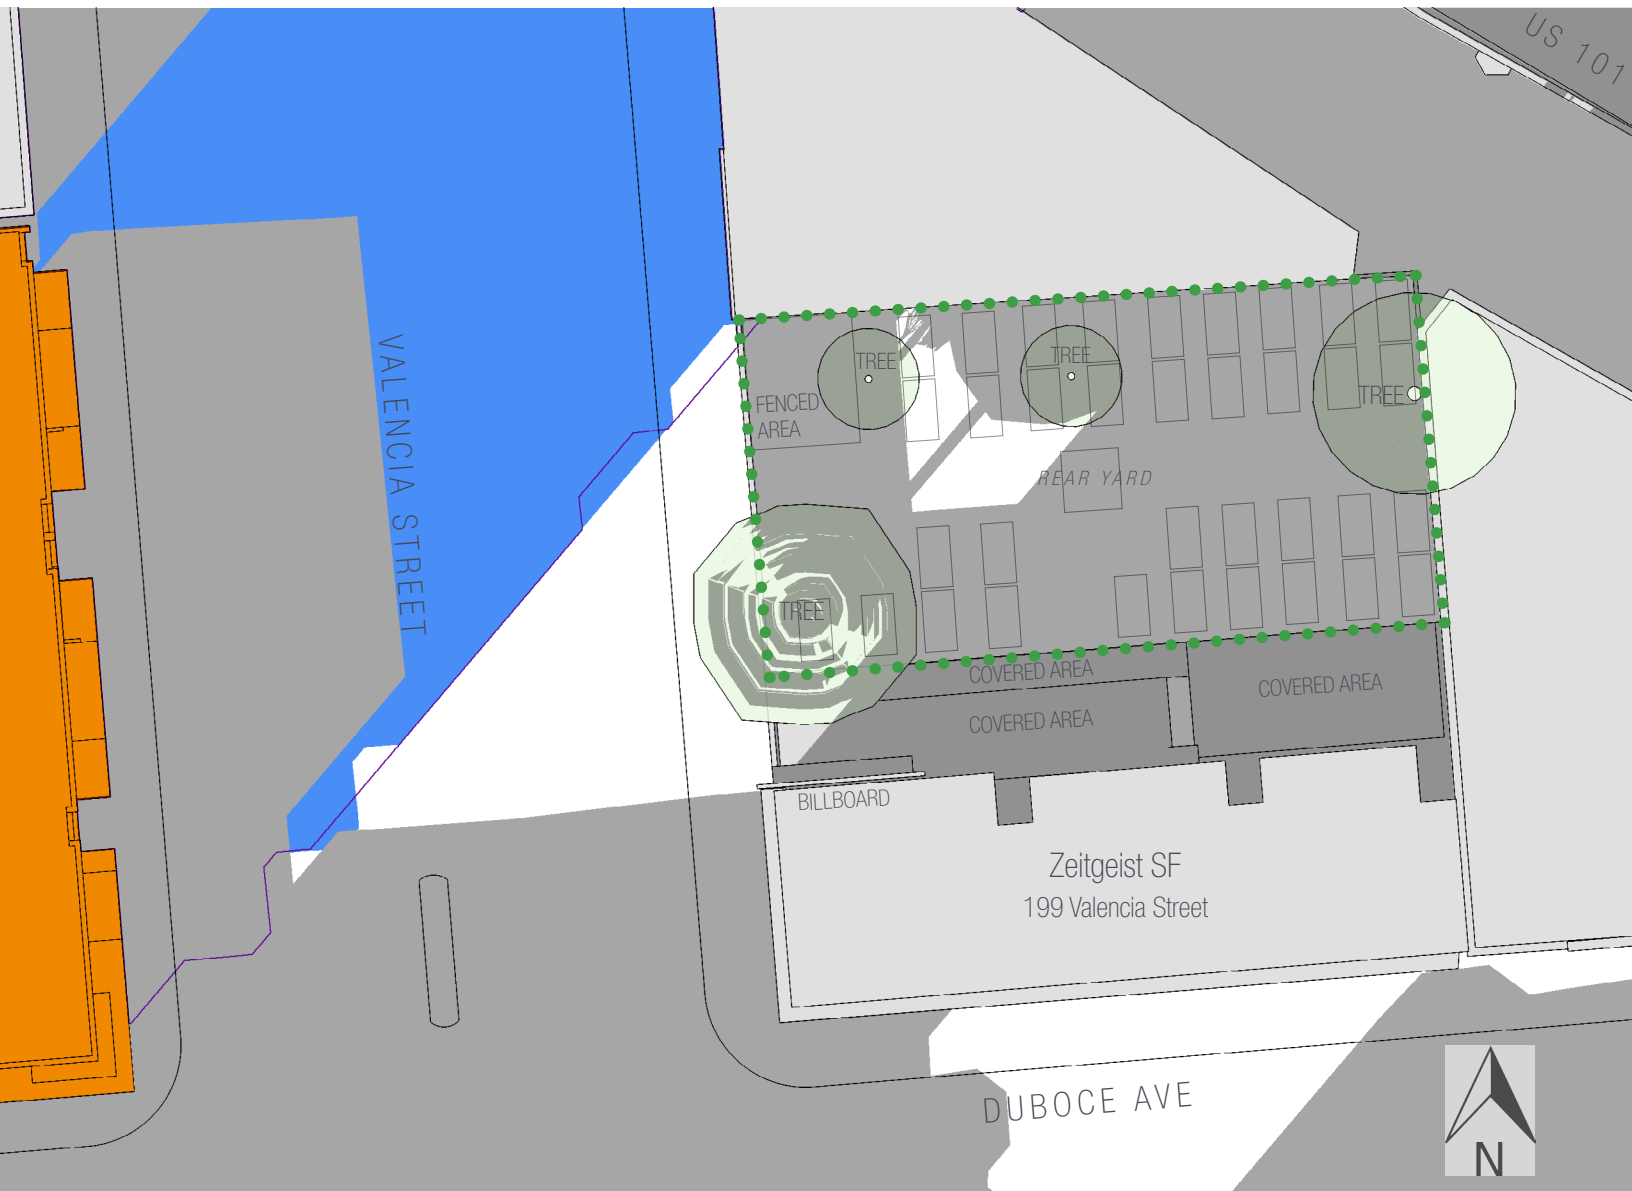 US 101
VALENCIA STREET
TREE
TREE
TREE
FENCED
AREA
REAR YARD
TREE
COVERED AREA
COVERED AREA
COVERED AREA
BILLBOARD
Zeitgeist SF
199 Valencia Street
DUBOCE AVE
N